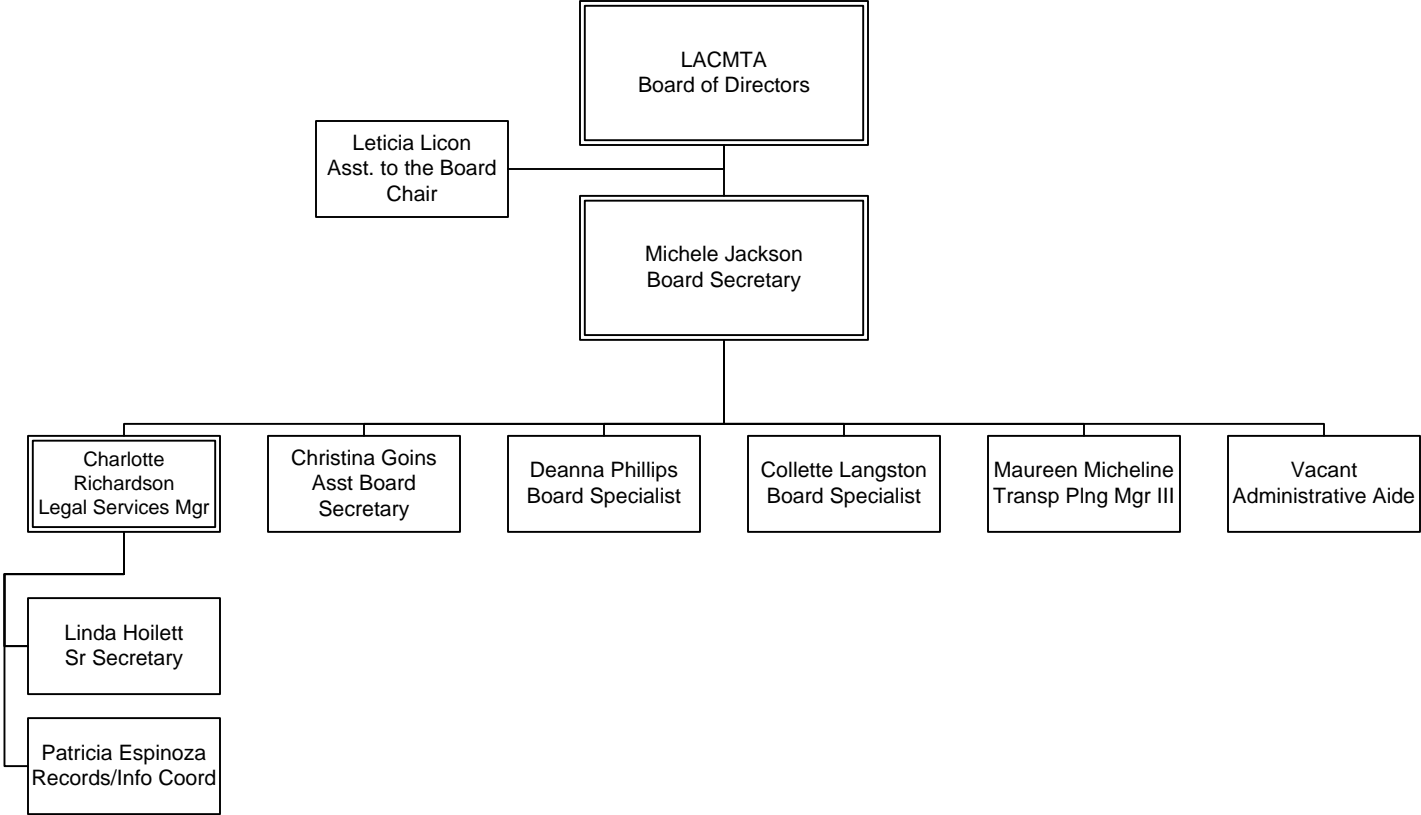 LACMTA
Board of Directors
Leticia Licon
Asst. to the Board
Chair
Michele Jackson
Board Secretary
Charlotte
Richardson
Legal Services Mgr
Christina Goins
Asst Board
Secretary
Deanna Phillips
Board Specialist
Collette Langston
Board Specialist
Maureen Micheline
Transp Plng Mgr III
Vacant
Administrative Aide
Linda Hoilett
Sr Secretary
Patricia Espinoza
Records/Info Coord